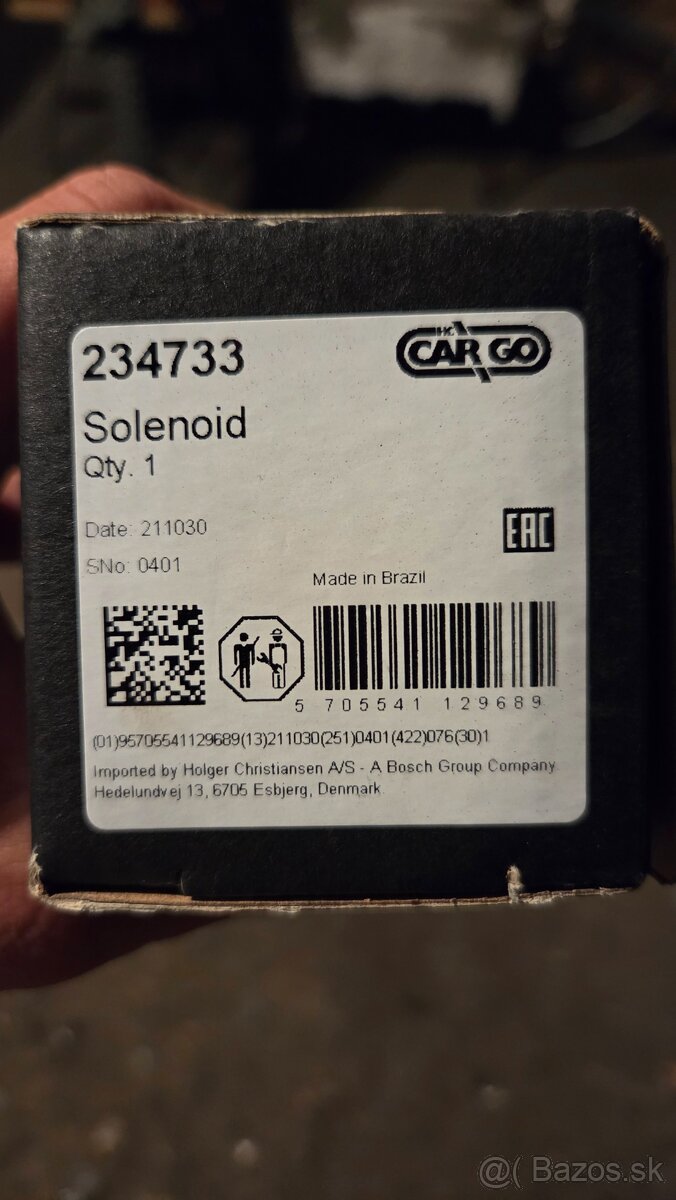 234733
HC
CARGO
Solenoid
Qty. 1
Date: 211030
SNo: 0401
EAC
Made in Brazil
5 705541 129689
(01)95705541129689(13)211030(251)0401(422)076(30)1
Imported by Holger Christiansen A/S - A Bosch Group Company
Hedelundvej 13, 6705 Esbjerg, Denmark
@( Bazos.sk